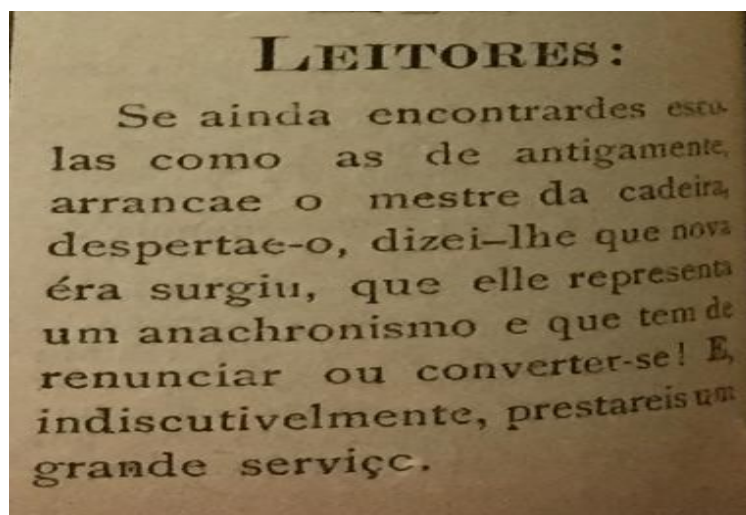 LEITORES:
Se ainda encontrardes esco-
las como as de antigamente,
arrancae o mestre da cadeira,
despertae-o, dizei-lhe que nova
éra surgiu, que elle representa
um anachronismo e que tem de
renunciar ou converter-se! E,
indiscutivelmente, prestareis um
grande serviço.